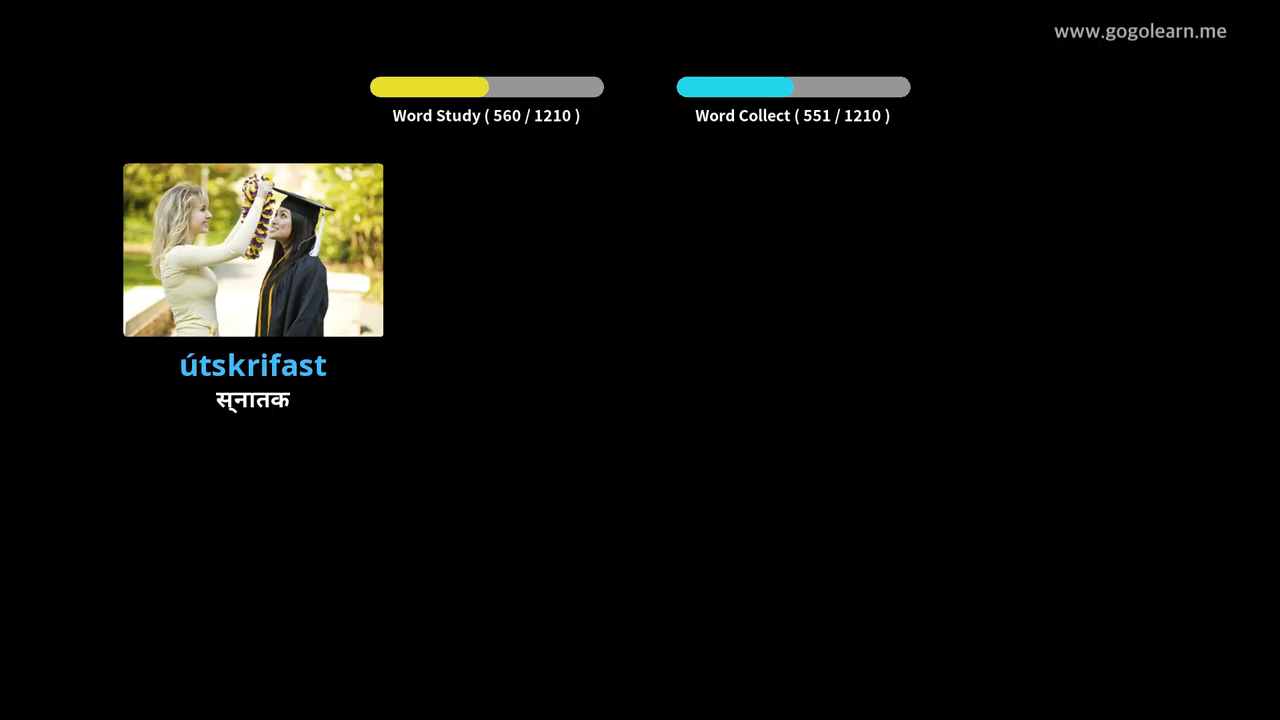 www.gogolearn.me
Word Study ( 560 / 1210 )
Word Collect ( 551 / 1210 )
útskrifast
स्‌नातक